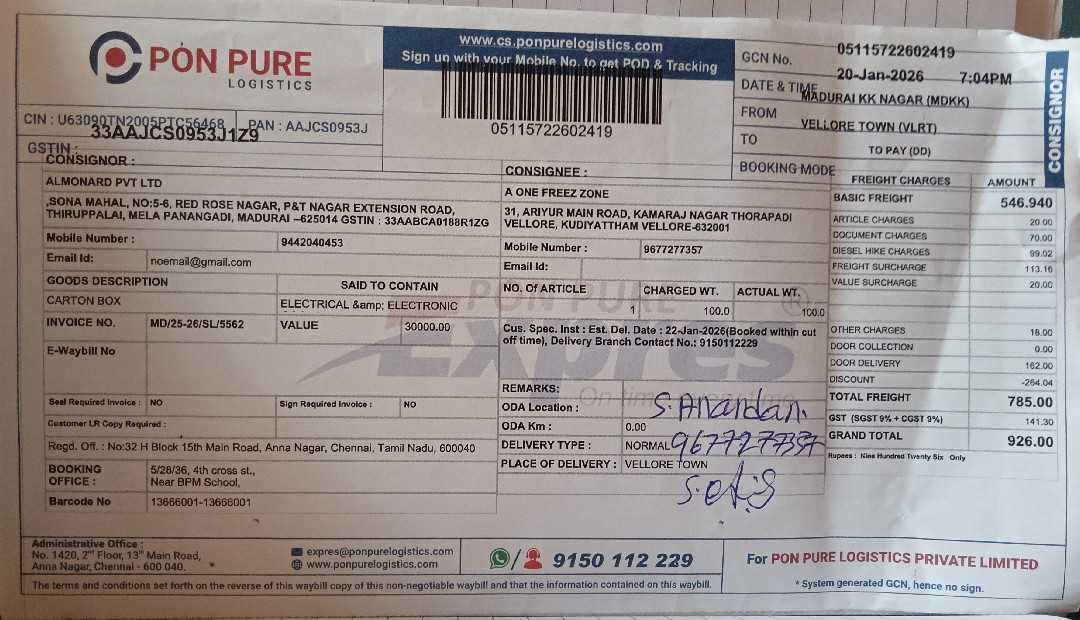 PON PURE
LOGISTICS
www.cs.ponpurelogistics.com
Sign up with your Mobile No. to get POD & Tracking
05115722602419
GCN No. 05115722602419
DATE & TIME 20-Jan-2026 7:04PM
FROM MADURAI KK NAGAR (MDKK)
TO VELLORE TOWN (VLRT)
BOOKING MODE TO PAY (DD)
CONSIGNOR
CIN : U63090TN2005PTC56468 PAN : AAJCS0953J
GSTIN : 33AAJCS0953J1Z9
CONSIGNOR :
ALMONARD PVT LTD
,SONA MAHAL, NO:5-6, RED ROSE NAGAR, P&T NAGAR EXTENSION ROAD,
THIRUPPALAI, MELA PANANGADI, MADURAI –625014 GSTIN : 33AABCA0188R1ZG
Mobile Number : 9442040453
Email Id: noemail@gmail.com
CONSIGNEE :
A ONE FREEZ ZONE
31, ARIYUR MAIN ROAD, KAMARAJ NAGAR THORAPADI
VELLORE, KUDIYATTHAM VELLORE-632001
Mobile Number : 9677277357
Email Id:
GOODS DESCRIPTION SAID TO CONTAIN
CARTON BOX ELECTRICAL &amp; ELECTRONIC
INVOICE NO. MD/25-26/SL/5562 VALUE 30000.00
E-Waybill No
Seal Required Invoice : NO Sign Required Invoice : NO
Customer LR Copy Required :
NO. Of ARTICLE CHARGED WT. ACTUAL WT.
1 100.0 100.0
PON PURE
Expres
Cus. Spec. Inst : Est. Del. Date : 22-Jan-2026(Booked within cut
off time), Delivery Branch Contact No.: 9150112229
REMARKS:
ODA Location :
ODA Km : 0.00
DELIVERY TYPE : NORMAL
PLACE OF DELIVERY : VELLORE TOWN
S. Anandan.
9677277357
FREIGHT CHARGES AMOUNT
BASIC FREIGHT 546.940
ARTICLE CHARGES 20.00
DOCUMENT CHARGES 70.00
DIESEL HIKE CHARGES 99.02
FREIGHT SURCHARGE 113.16
VALUE SURCHARGE 20.00
OTHER CHARGES 18.00
DOOR COLLECTION 0.00
DOOR DELIVERY 162.00
DISCOUNT -264.04
TOTAL FREIGHT 785.00
GST (SGST 9% + CGST 9%) 141.30
GRAND TOTAL 926.00
Rupees : Nine Hundred Twenty Six Only
Regd. Off. : No:32 H Block 15th Main Road, Anna Nagar, Chennai, Tamil Nadu, 600040
BOOKING OFFICE : 5/28/36, 4th cross st.,
Near BPM School,
Barcode No 13666001-13666001
Administrative Office :
No. 1420, 2nd Floor, 13th Main Road,
Anna Nagar, Chennai - 600 040.
expres@ponpurelogistics.com
www.ponpurelogistics.com
9150 112 229
For PON PURE LOGISTICS PRIVATE LIMITED
* System generated GCN, hence no sign.
The terms and conditions set forth on the reverse of this waybill copy of this non-negotiable waybill and that the information contained on this waybill.